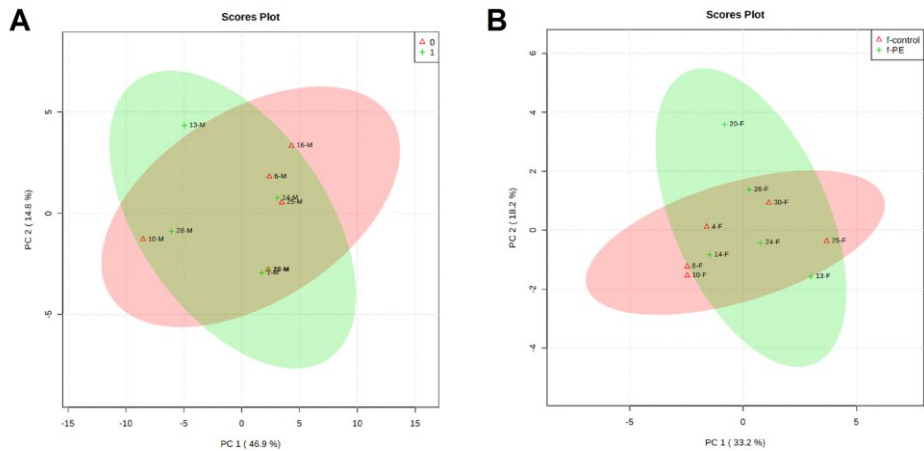 A
Scores Plot
0
1
13-M
16-M
6-M
14-M
25-M
28-M
10-M
5
0
-5
PC 2 ( 14.8 %)
-15
-10
-5
0
5
10
15
PC 1 ( 46.9 %)
B
Scores Plot
f-control
f-PE
20-F
26-F
30-F
4-F
25-F
14-F
24-F
10-F
13-F
6
4
2
0
-2
-4
PC 2 ( 18.2 %)
-5
0
5
PC 1 ( 33.2 %)